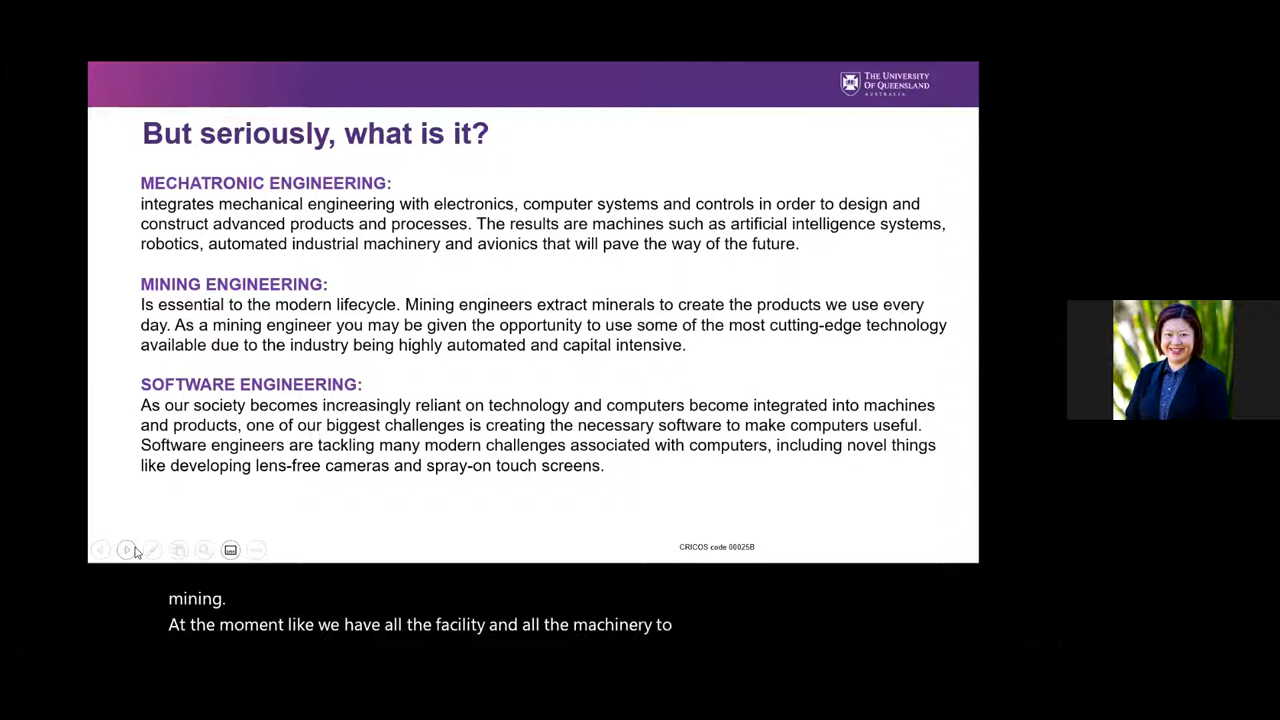 THE UNIVERSITY
OF QUEENSLAND
AUSTRALIA
But seriously, what is it?
MECHATRONIC ENGINEERING:
integrates mechanical engineering with electronics, computer systems and controls in order to design and
construct advanced products and processes. The results are machines such as artificial intelligence systems,
robotics, automated industrial machinery and avionics that will pave the way of the future.
MINING ENGINEERING:
Is essential to the modern lifecycle. Mining engineers extract minerals to create the products we use every
day. As a mining engineer you may be given the opportunity to use some of the most cutting-edge technology
available due to the industry being highly automated and capital intensive.
SOFTWARE ENGINEERING:
As our society becomes increasingly reliant on technology and computers become integrated into machines
and products, one of our biggest challenges is creating the necessary software to make computers useful.
Software engineers are tackling many modern challenges associated with computers, including novel things
like developing lens-free cameras and spray-on touch screens.
CRICOS code 00025B
mining.
At the moment like we have all the facility and all the machinery to